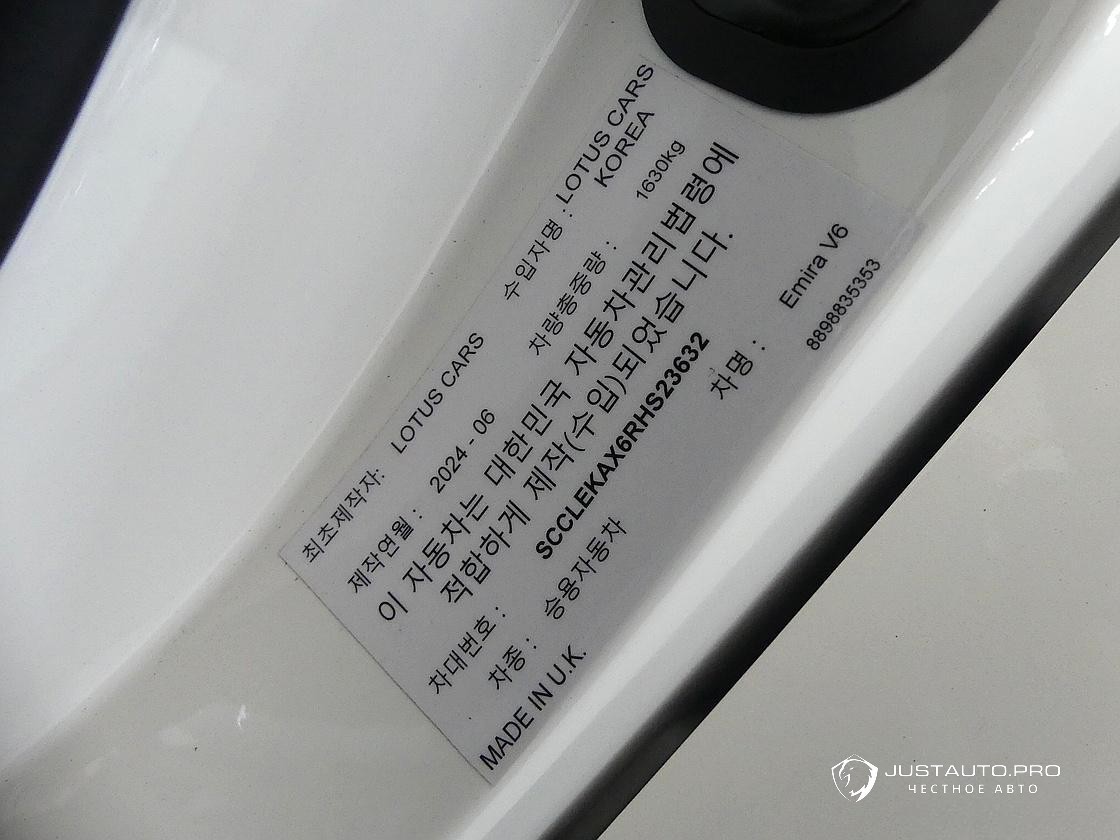 최초제작자: LOTUS CARS 수입자명 : LOTUS CARS KOREA
제작연월 : 2024 - 06 차량총중량 : 1630kg
이 자동차는 대한민국 자동차관리법령에
적합하게 제작(수입)되었습니다.
차대번호 : SCCLEKAX6RHS23632
차종 : 승용자동차 차명 : Emira V6
MADE IN U.K. 8898835353
JUSTAUTO.PRO
ЧЕСТНОЕ АВТО